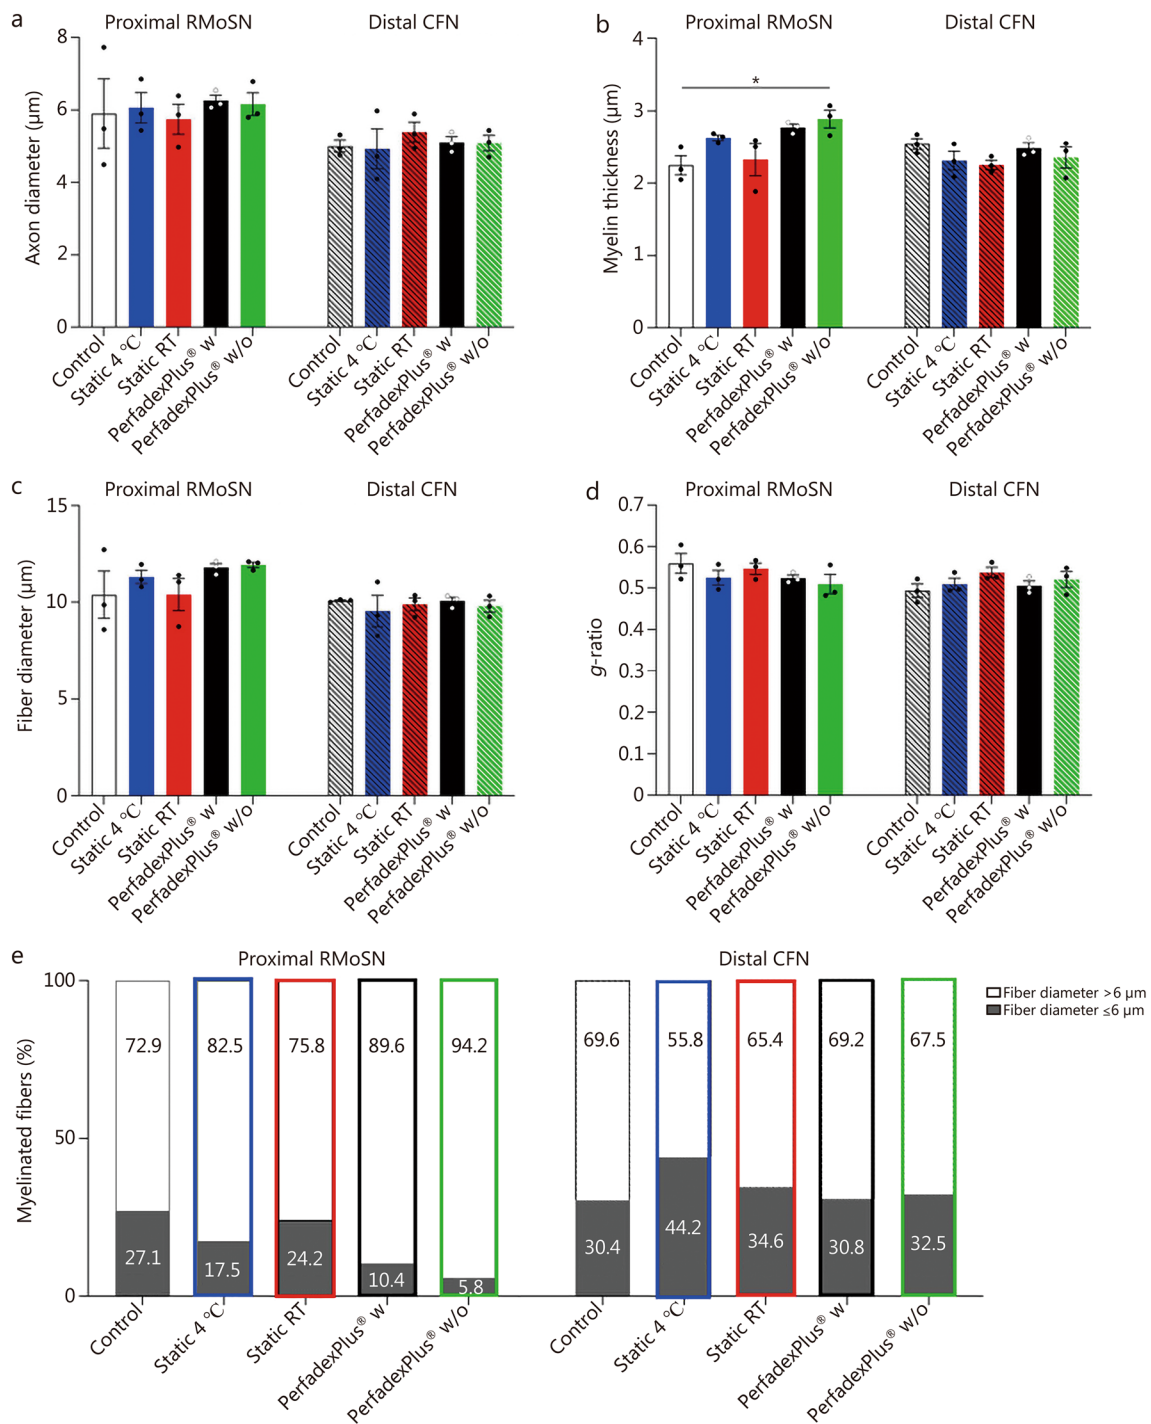 a
Proximal RMoSN
Distal CFN
Axon diameter (μm)
8
6
4
2
0
Control
Static 4 ℃
Static RT
PerfadexPlus® w
PerfadexPlus® w/o
Control
Static 4 ℃
Static RT
PerfadexPlus® w
PerfadexPlus® w/o
b
Proximal RMoSN
Distal CFN
Myelin thickness (μm)
4
3
2
1
0
*
Control
Static 4 ℃
Static RT
PerfadexPlus® w
PerfadexPlus® w/o
Control
Static 4 ℃
Static RT
PerfadexPlus® w
PerfadexPlus® w/o
c
Proximal RMoSN
Distal CFN
Fiber diameter (μm)
15
10
5
0
Control
Static 4 ℃
Static RT
PerfadexPlus® w
PerfadexPlus® w/o
Control
Static 4 ℃
Static RT
PerfadexPlus® w
PerfadexPlus® w/o
d
Proximal RMoSN
Distal CFN
g-ratio
0.7
0.6
0.5
0.4
0.3
0.2
0.1
0
Control
Static 4 ℃
Static RT
PerfadexPlus® w
PerfadexPlus® w/o
Control
Static 4 ℃
Static RT
PerfadexPlus® w
PerfadexPlus® w/o
e
Proximal RMoSN
Distal CFN
Myelinated fibers (%)
100
50
0
72.9
82.5
75.8
89.6
94.2
69.6
55.8
65.4
69.2
67.5
27.1
17.5
24.2
10.4
5.8
30.4
44.2
34.6
30.8
32.5
Fiber diameter >6 μm
Fiber diameter ≤6 μm
Control
Static 4 ℃
Static RT
PerfadexPlus® w
PerfadexPlus® w/o
Control
Static 4 ℃
Static RT
PerfadexPlus® w
PerfadexPlus® w/o